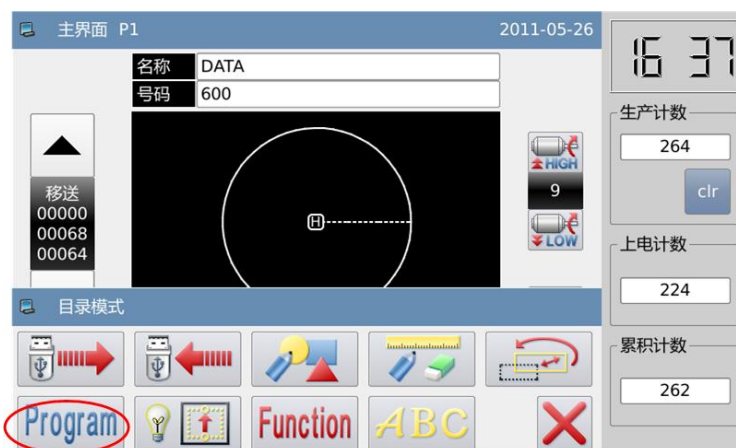 主界面 P1
2011-05-26
名称 DATA
号码 600
移送
00000
00068
00064
H
HIGH
9
LOW
目录模式
Program
Function
ABC
16 37
生产计数
264
clr
上电计数
224
累积计数
262